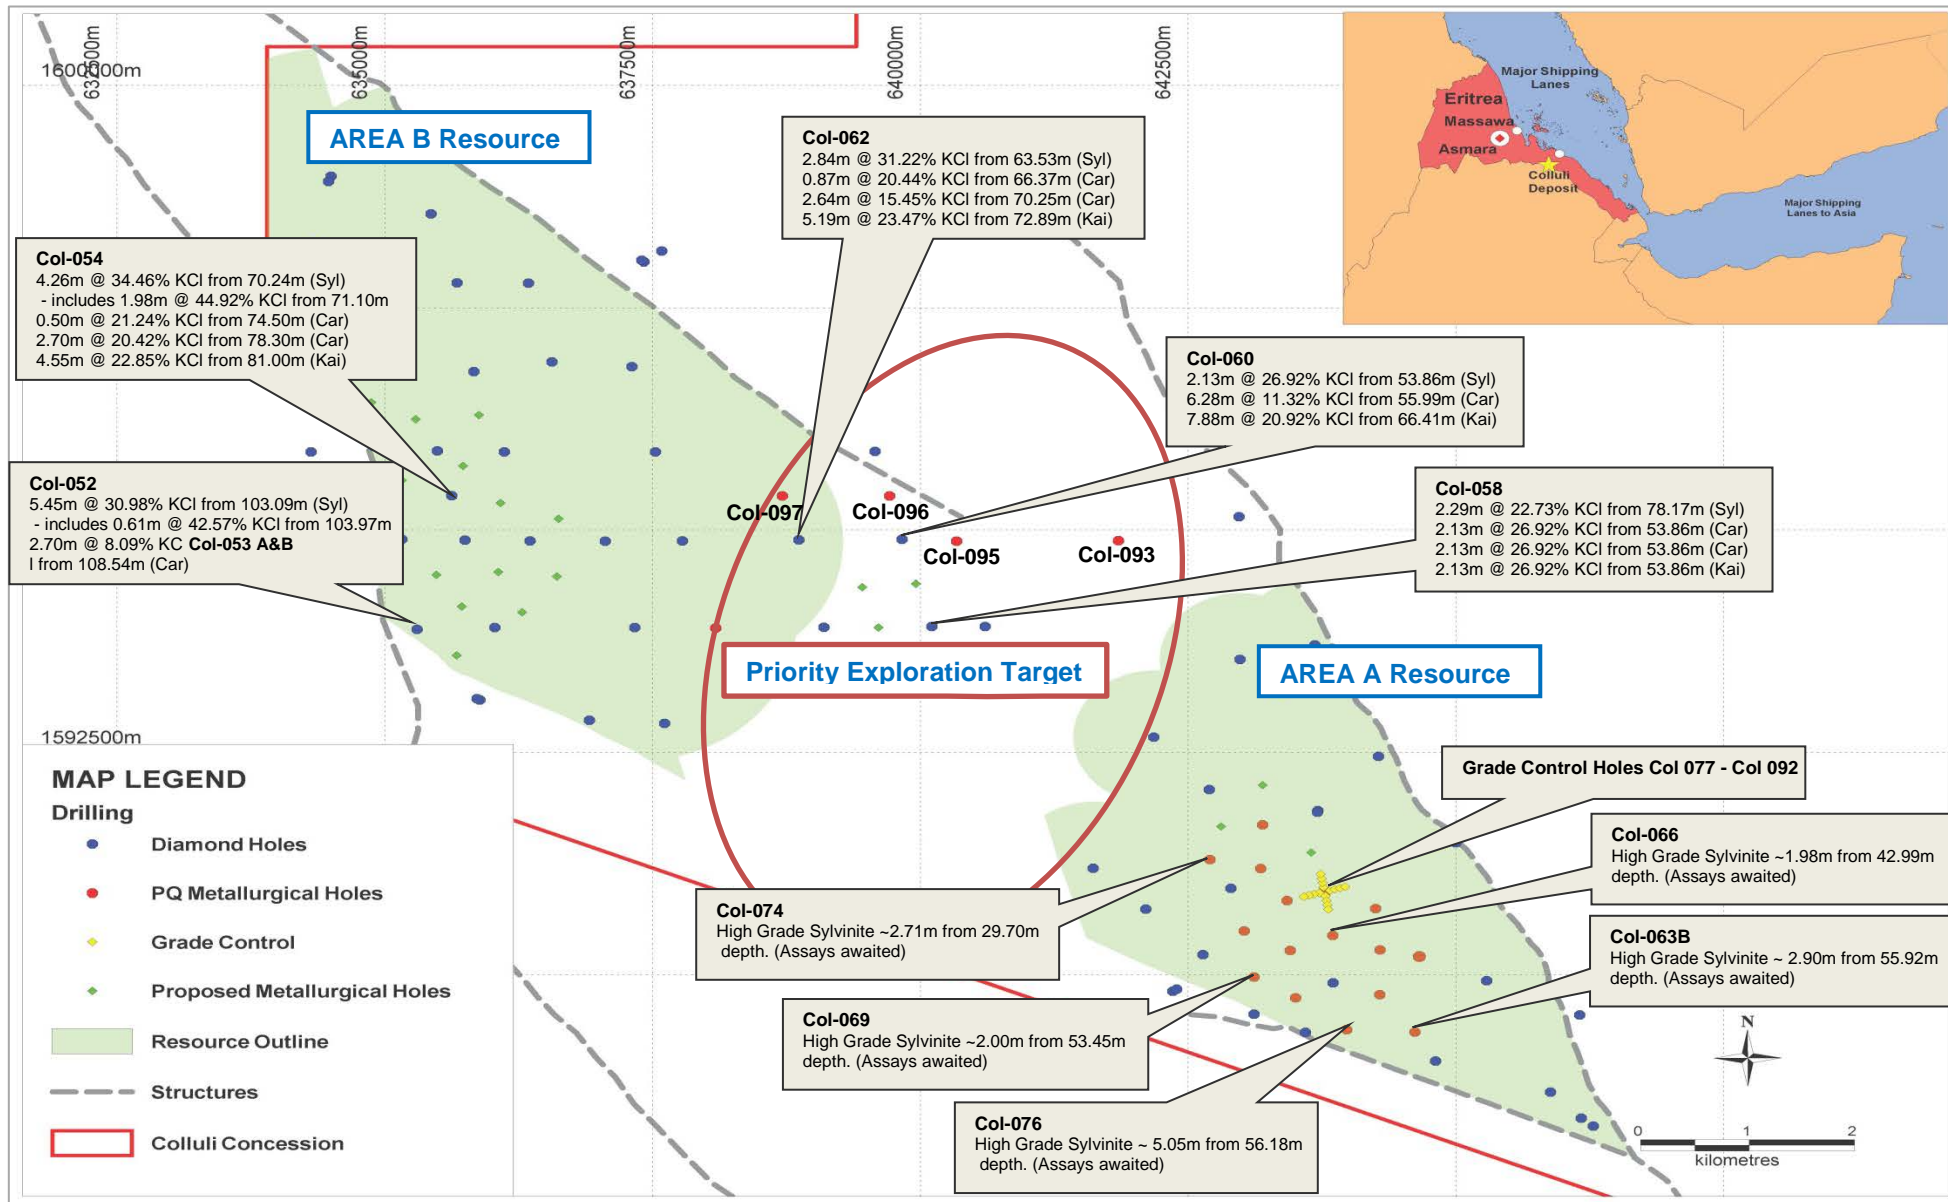 632500m
635000m
637500m
640000m
642500m
1600000m
AREA B Resource
Col-062
2.84m @ 31.22% KCl from 63.53m (Syl)
0.87m @ 20.44% KCl from 66.37m (Car)
2.64m @ 15.45% KCl from 70.25m (Car)
5.19m @ 23.47% KCl from 72.89m (Kai)
Major Shipping
Lanes
Eritrea
Massawa
Asmara
Colluli
Deposit
Major Shipping
Lanes to Asia
Col-054
4.26m @ 34.46% KCl from 70.24m (Syl)
- includes 1.98m @ 44.92% KCl from 71.10m
0.50m @ 21.24% KCl from 74.50m (Car)
2.70m @ 20.42% KCl from 78.30m (Car)
4.55m @ 22.85% KCl from 81.00m (Kai)
Col-060
2.13m @ 26.92% KCl from 53.86m (Syl)
6.28m @ 11.32% KCl from 55.99m (Car)
7.88m @ 20.92% KCl from 66.41m (Kai)
Col-052
5.45m @ 30.98% KCl from 103.09m (Syl)
- includes 0.61m @ 42.57% KCl from 103.97m
2.70m @ 8.09% KC Col-053 A&B
l from 108.54m (Car)
Col-058
2.29m @ 22.73% KCl from 78.17m (Syl)
2.13m @ 26.92% KCl from 53.86m (Car)
2.13m @ 26.92% KCl from 53.86m (Car)
2.13m @ 26.92% KCl from 53.86m (Kai)
Col-097
Col-096
Col-095
Col-093
Priority Exploration Target
AREA A Resource
1592500m
Grade Control Holes Col 077 - Col 092
Col-066
High Grade Sylvinite ~1.98m from 42.99m
depth. (Assays awaited)
Col-074
High Grade Sylvinite ~2.71m from 29.70m
depth. (Assays awaited)
Col-063B
High Grade Sylvinite ~ 2.90m from 55.92m
depth. (Assays awaited)
Col-069
High Grade Sylvinite ~2.00m from 53.45m
depth. (Assays awaited)
Col-076
High Grade Sylvinite ~ 5.05m from 56.18m
depth. (Assays awaited)
MAP LEGEND
Drilling
Diamond Holes
PQ Metallurgical Holes
Grade Control
Proposed Metallurgical Holes
Resource Outline
Structures
Colluli Concession
N
0 1 2
kilometres